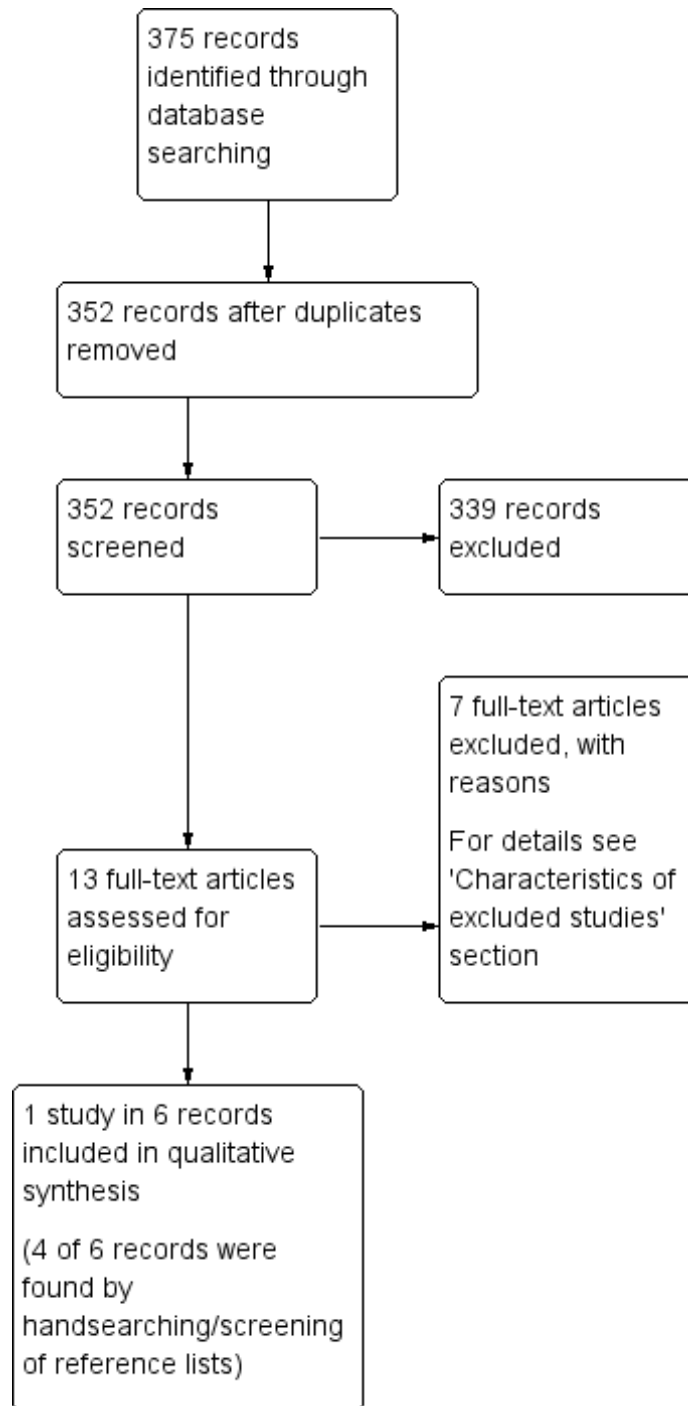 375 records
identified through
database
searching
352 records after duplicates
removed
352 records
screened
339 records
excluded
7 full-text articles
excluded, with
reasons
For details see
'Characteristics of
excluded studies'
section
13 full-text articles
assessed for
eligibility
1 study in 6 records
included in qualitative
synthesis
(4 of 6 records were
found by
handsearching/screening
of reference lists)